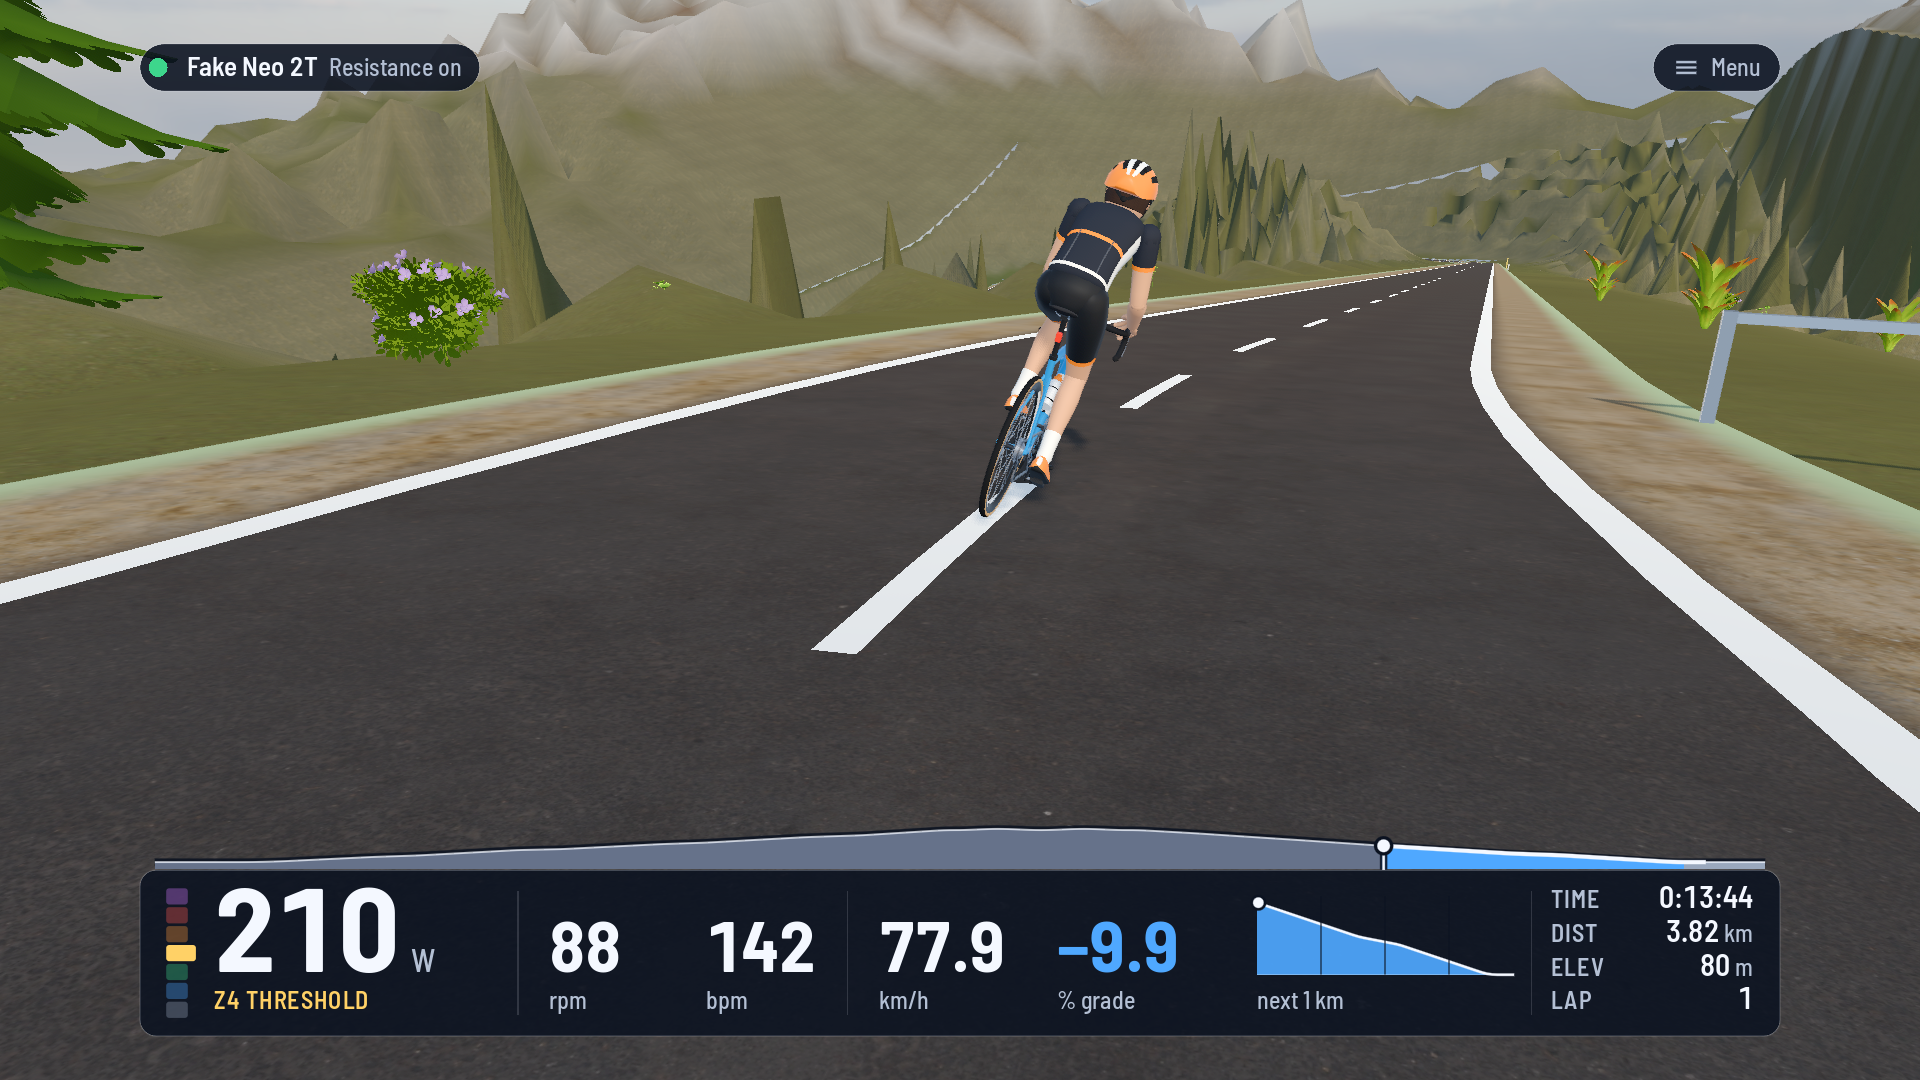 Fake Neo 2T Resistance on
Menu
210 W
Z4 THRESHOLD
88
rpm
142
bpm
77.9
km/h
–9.9
% grade
next 1 km
TIME 0:13:44
DIST 3.82 km
ELEV 80 m
LAP 1